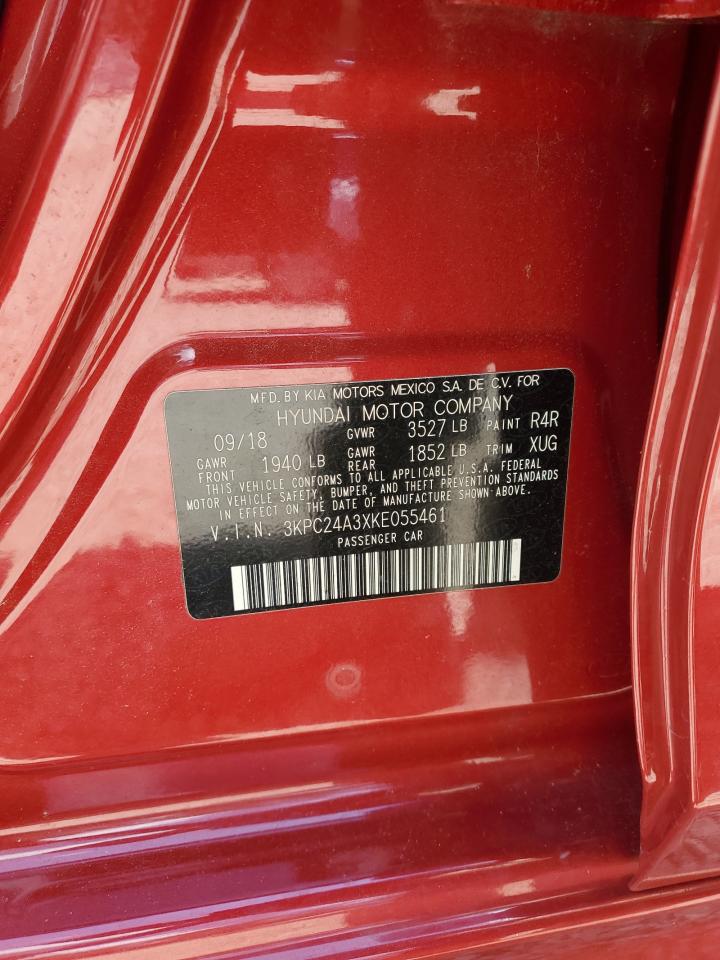 MFD. BY KIA MOTORS MEXICO S.A. DE C.V. FOR
HYUNDAI MOTOR COMPANY
09/18 GVWR 3527 LB PAINT R4R
GAWR FRONT 1940 LB GAWR REAR 1852 LB TRIM XUG
THIS VEHICLE CONFORMS TO ALL APPLICABLE U.S.A. FEDERAL
MOTOR VEHICLE SAFETY, BUMPER, AND THEFT PREVENTION STANDARDS
IN EFFECT ON THE DATE OF MANUFACTURE SHOWN ABOVE.
V.I.N. 3KPC24A3XKE055461
PASSENGER CAR